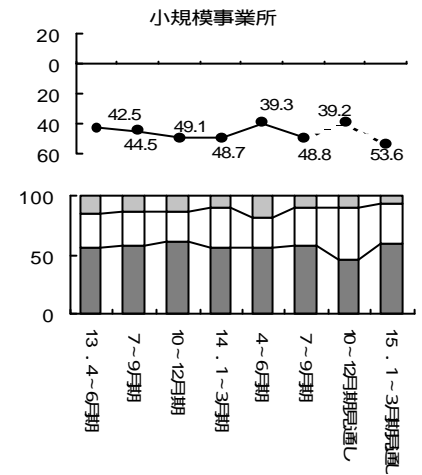 小規模事業所
20
0
20
40
60
42.5
44.5
49.1
48.7
39.3
48.8
39.2
53.6
100
50
0
13．4～6月期
7～9月期
10～12月期
14．1～3月期
4～6月期
7～9月期
10～12月期見通し
15．1～3月期見通し